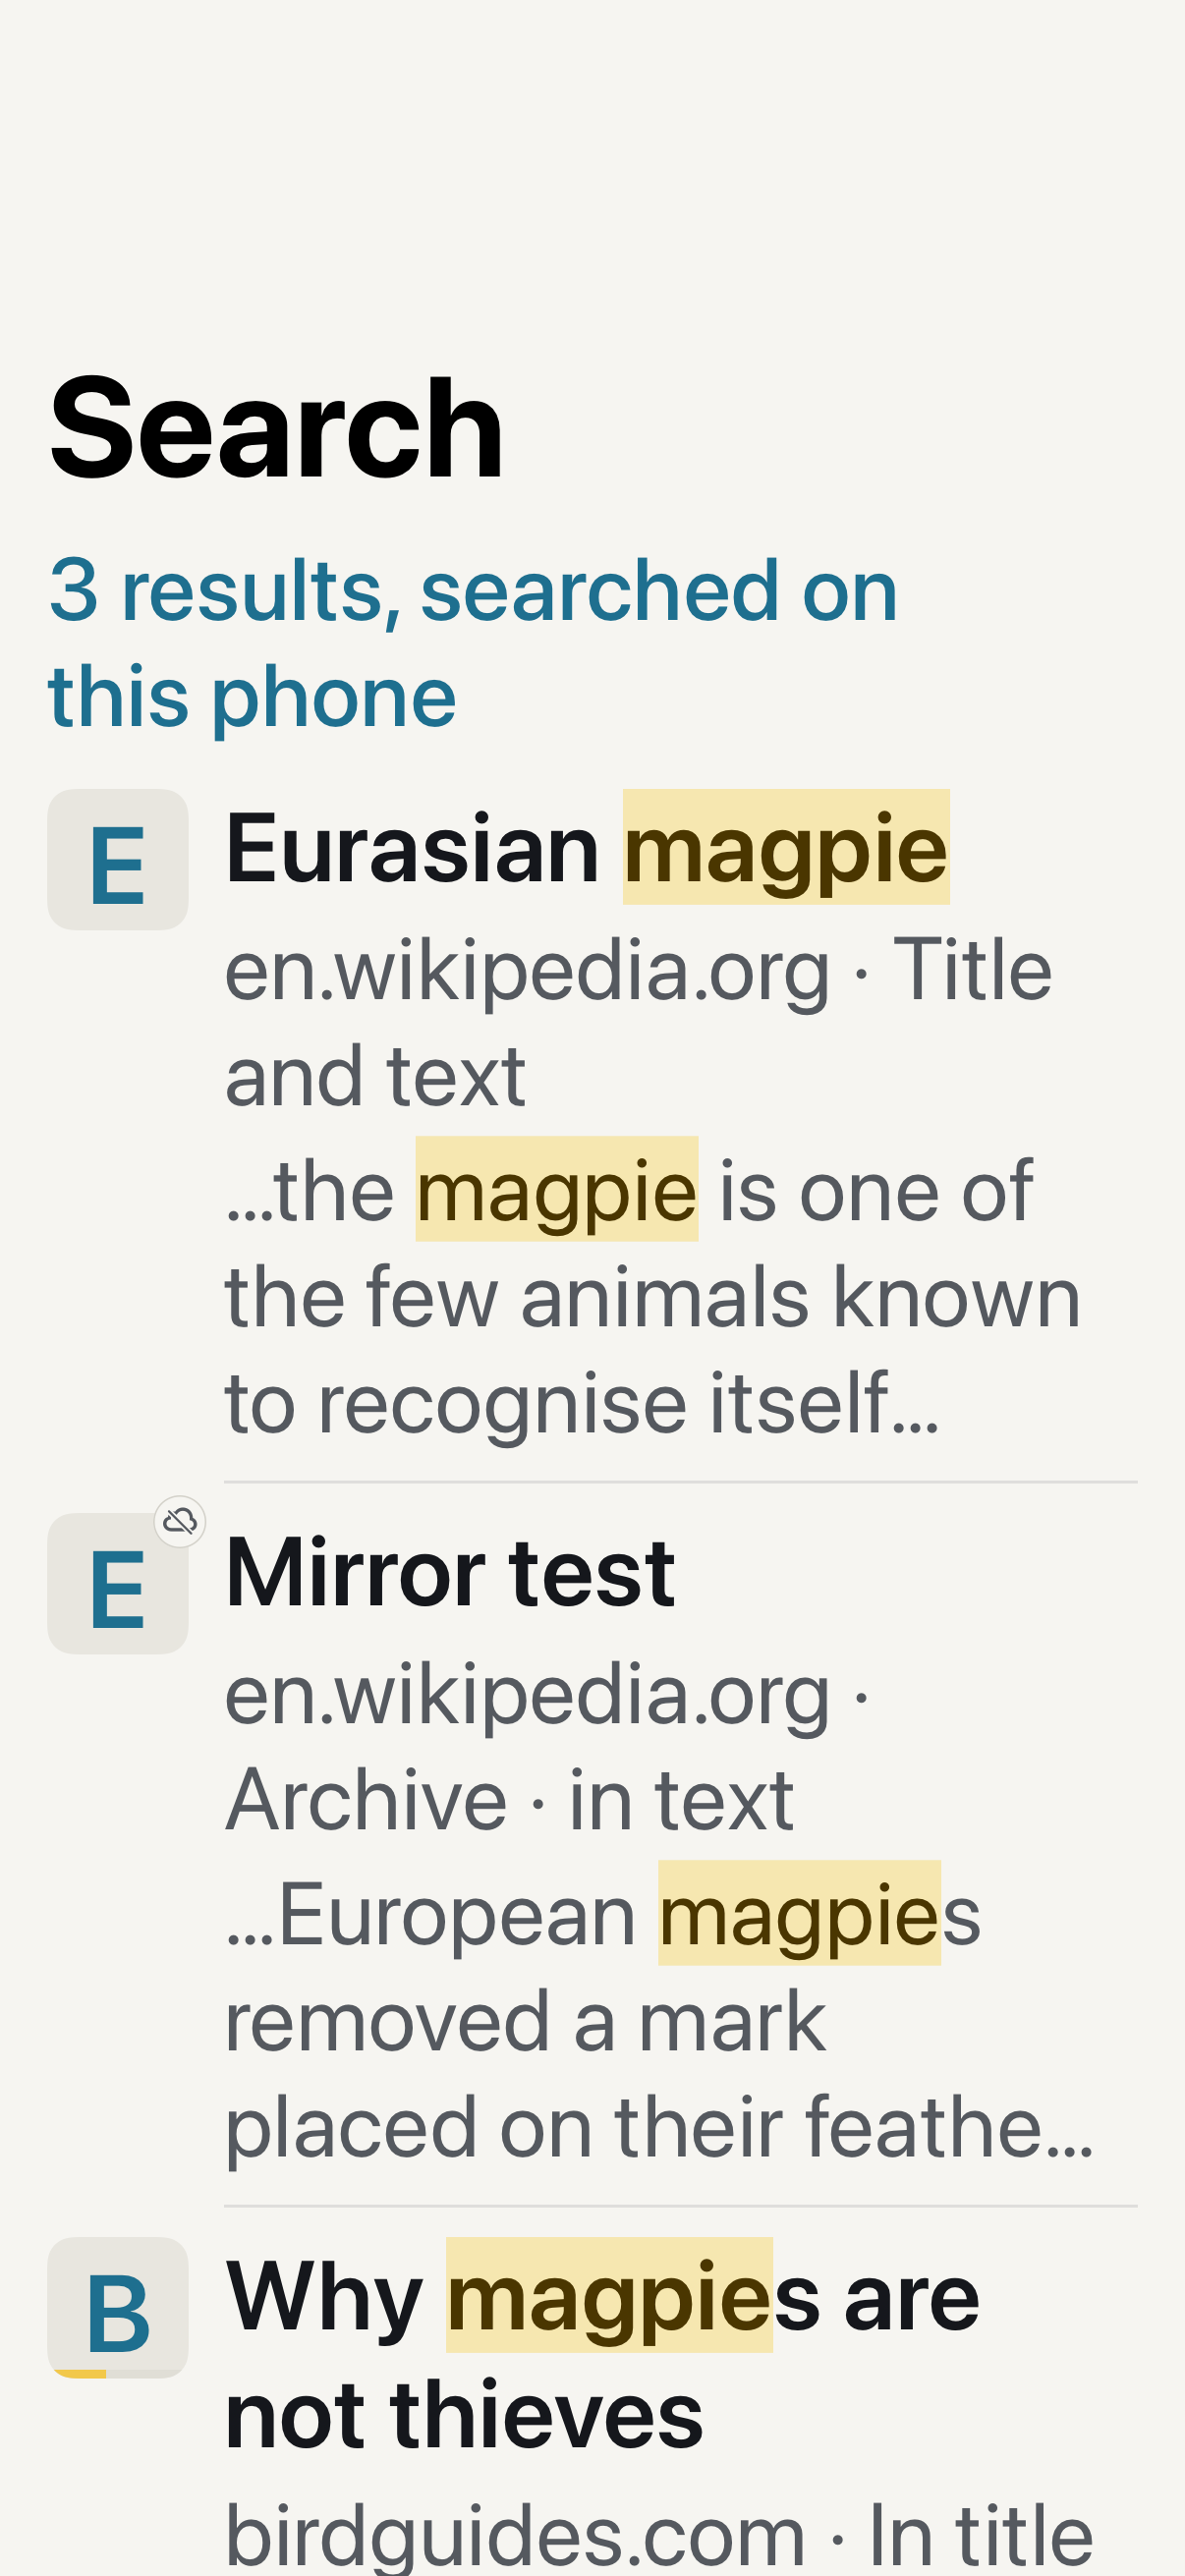 Search
3 results, searched on
this phone
E
Eurasian magpie
en.wikipedia.org · Title
and text
…the magpie is one of
the few animals known
to recognise itself…
E
Mirror test
en.wikipedia.org ·
Archive · in text
…European magpies
removed a mark
placed on their feathe…
B
Why magpies are
not thieves
birdguides.com · In title